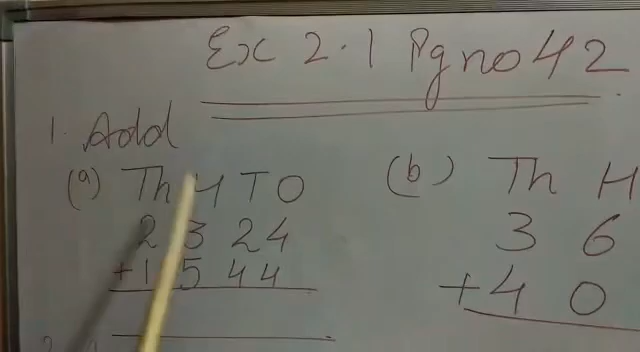 Ex 2.1 Pg no 42
1. Add
(a) Th H T O (b) Th H
2 3 2 4 3 6
+1 5 4 4 +4 0